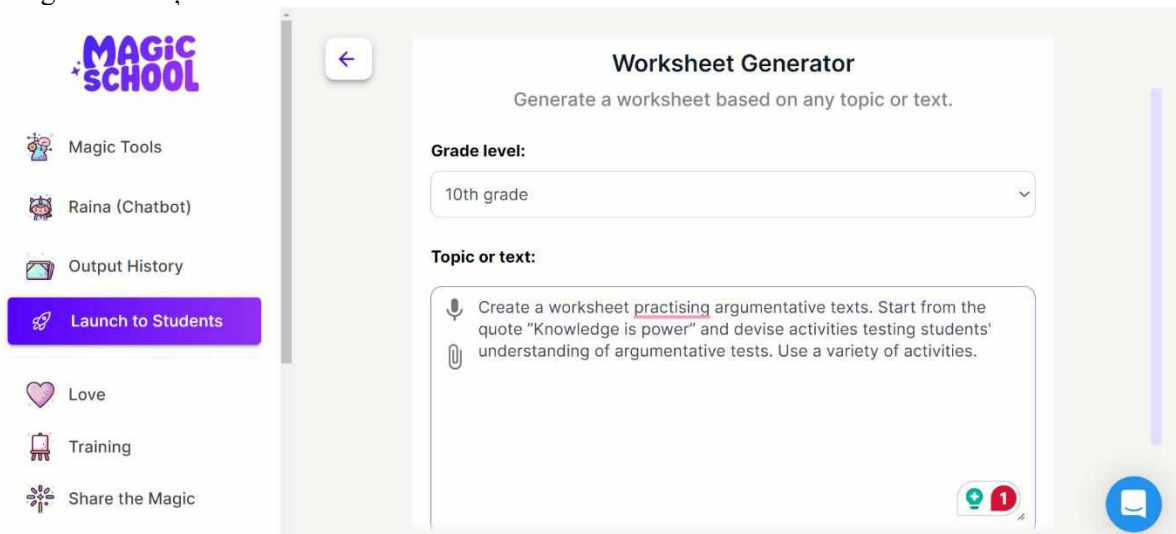 MAGiC
SCHOOL
Magic Tools
Raina (Chatbot)
Output History
Launch to Students
Love
Training
Share the Magic
Worksheet Generator
Generate a worksheet based on any topic or text.
Grade level:
10th grade
Topic or text:
Create a worksheet practising argumentative texts. Start from the
quote "Knowledge is power” and devise activities testing students'
understanding of argumentative tests. Use a variety of activities.
1